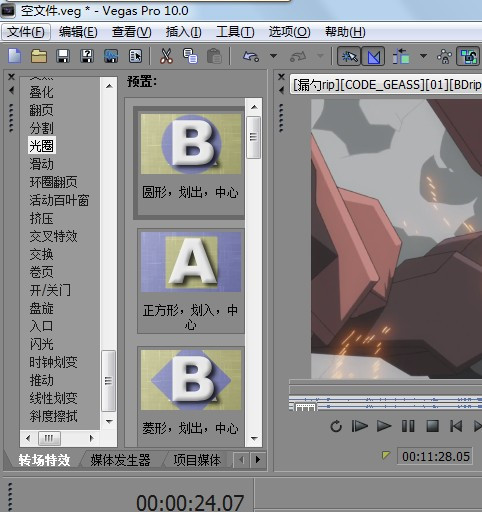 空文件.veg * - Vegas Pro 10.0
文件(F) 编辑(E) 查看(V) 插入(I) 工具(T) 选项(O) 帮助(H)
叠化
翻页
分割
光圈
滑动
环圈翻页
活动百叶窗
挤压
交叉特效
交换
卷页
开/关门
盘旋
入口
闪光
时钟划变
推动
线性划变
斜度擦拭
预置:
B
圆形，划出，中心
A
正方形，划入，中
心
B
菱形，划出，中心
转场特效 媒体发生器 项目媒体
[漏勺rip][CODE_GEASS][01][BDrip
00:11:28.05
00:00:24.07